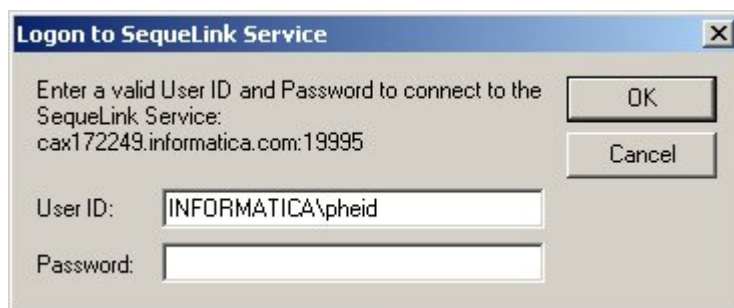 Logon to SequeLink Service
Enter a valid User ID and Password to connect to the
SequeLink Service:
cax172249.informatica.com:19995
OK
Cancel
User ID: INFORMATICA\pheid
Password: